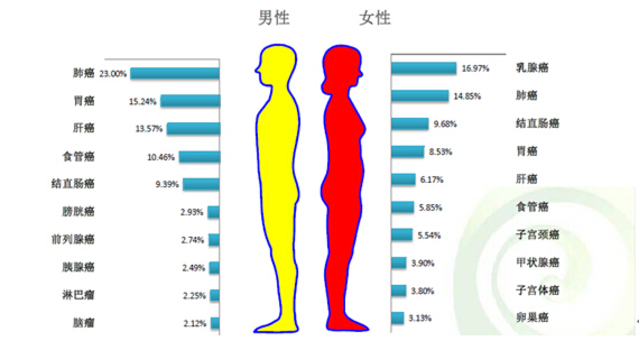 男性 女性
肺癌 23.00%
胃癌 15.24%
肝癌 13.57%
食管癌 10.46%
结直肠癌 9.39%
膀胱癌 2.93%
前列腺癌 2.74%
胰腺癌 2.49%
淋巴瘤 2.25%
脑瘤 2.12%
16.97% 乳腺癌
14.85% 肺癌
9.68% 结直肠癌
8.53% 胃癌
6.17% 肝癌
5.85% 食管癌
5.54% 子宫颈癌
3.90% 甲状腺癌
3.80% 子宫体癌
3.13% 卵巢癌